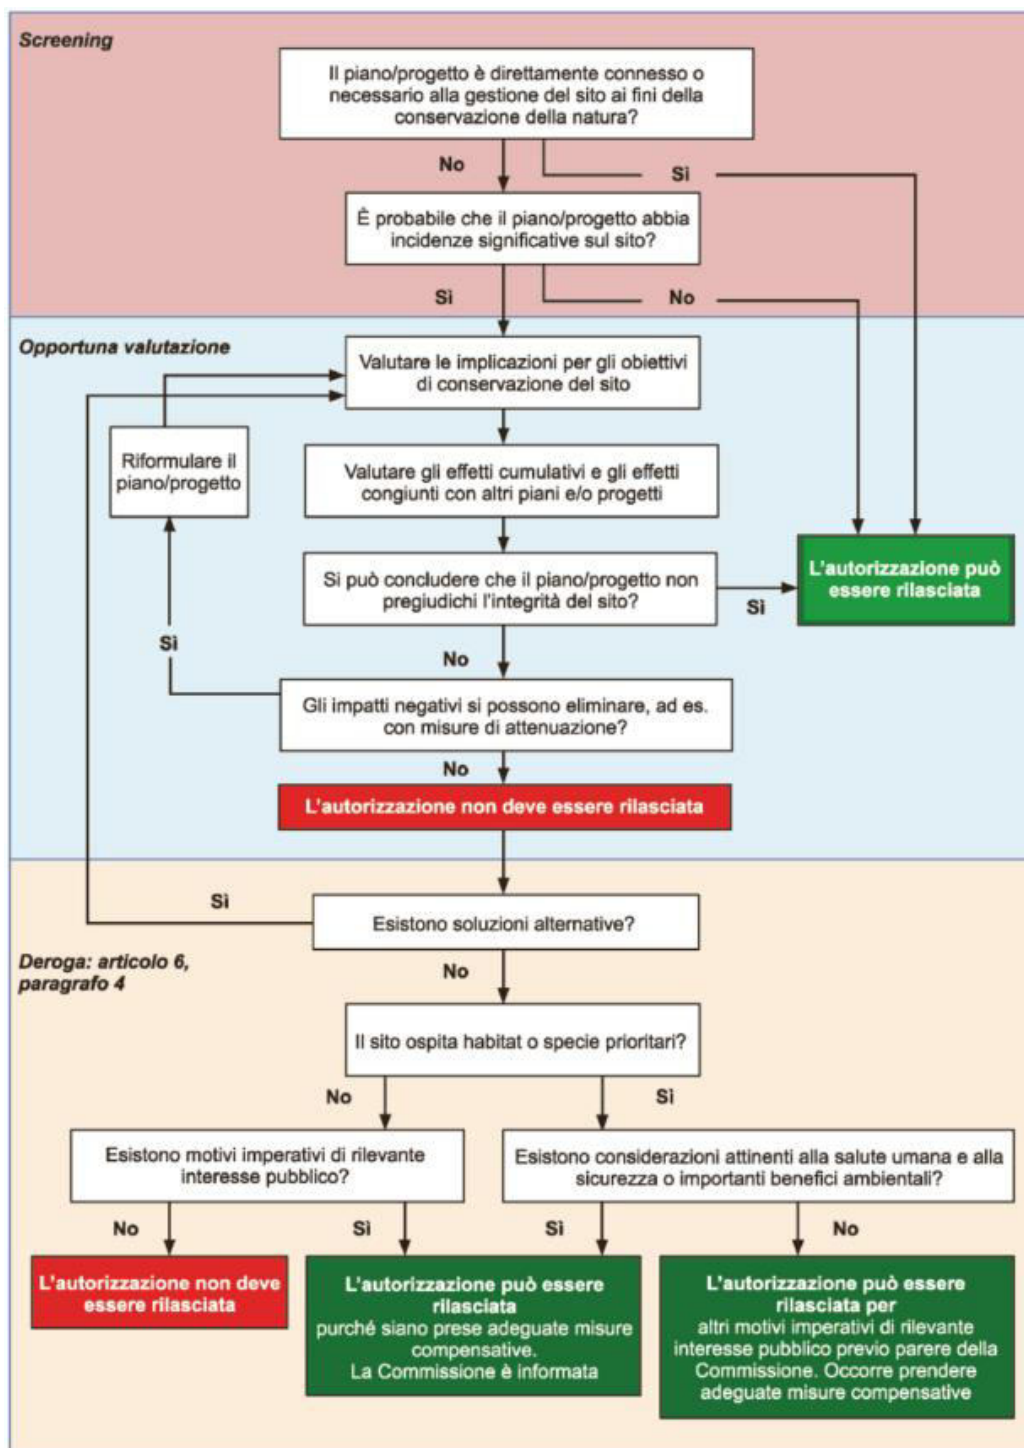 Screening
Il piano/progetto è direttamente connesso o
necessario alla gestione del sito ai fini della
conservazione della natura?
No
Sì
È probabile che il piano/progetto abbia
incidenze significative sul sito?
Sì
No
Opportuna valutazione
Valutare le implicazioni per gli obiettivi
di conservazione del sito
Riformulare il
piano/progetto
Valutare gli effetti cumulativi e gli effetti
congiunti con altri piani e/o progetti
Si può concludere che il piano/progetto non
pregiudichi l'integrità del sito?
Sì
L'autorizzazione può
essere rilasciata
Sì
No
Gli impatti negativi si possono eliminare, ad es.
con misure di attenuazione?
No
L'autorizzazione non deve essere rilasciata
Sì
Esistono soluzioni alternative?
Deroga: articolo 6,
paragrafo 4
No
Il sito ospita habitat o specie prioritari?
No
Sì
Esistono motivi imperativi di rilevante
interesse pubblico?
Esistono considerazioni attinenti alla salute umana e alla
sicurezza o importanti benefici ambientali?
No
Sì
Sì
No
L'autorizzazione non deve
essere rilasciata
L'autorizzazione può essere
rilasciata
purché siano prese adeguate misure
compensative.
La Commissione è informata
L'autorizzazione può essere
rilasciata per
altri motivi imperativi di rilevante
interesse pubblico previo parere della
Commissione. Occorre prendere
adeguate misure compensative